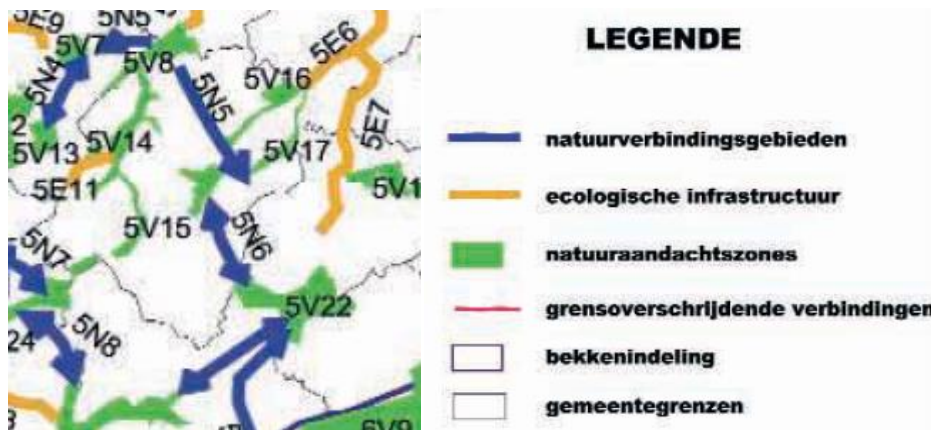 5E9
5N5
5V7
5V8
5E6
5V16
5N4
5N5
2
5V13
5V14
5V17
5E7
5E11
5V1
5V15
5N6
5N7
5V22
24
5N8
6V9
LEGENDE
natuurverbindingsgebieden
ecologische infrastructuur
natuuraandachtszones
grensoverschrijdende verbindingen
bekkenindeling
gemeentegrenzen